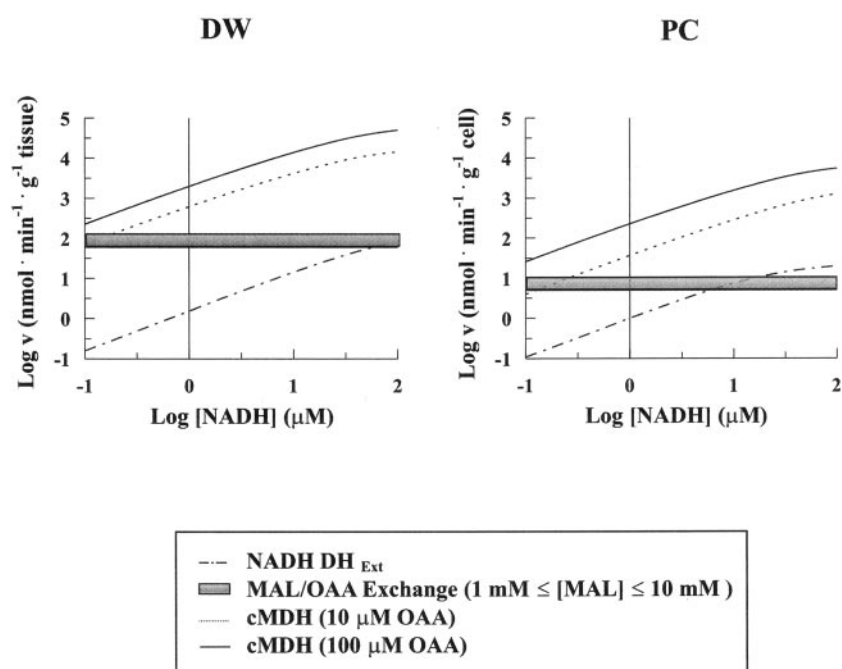 DW
PC
Log v (nmol · min⁻¹ · g⁻¹ tissue)
5
4
3
2
1
0
-1
-1
0
1
2
Log [NADH] (μM)
Log v (nmol · min⁻¹ · g⁻¹ cell)
5
4
3
2
1
0
-1
-1
0
1
2
Log [NADH] (μM)
NADH DH Ext
MAL/OAA Exchange (1 mM ≤ [MAL] ≤ 10 mM )
cMDH (10 μM OAA)
cMDH (100 μM OAA)